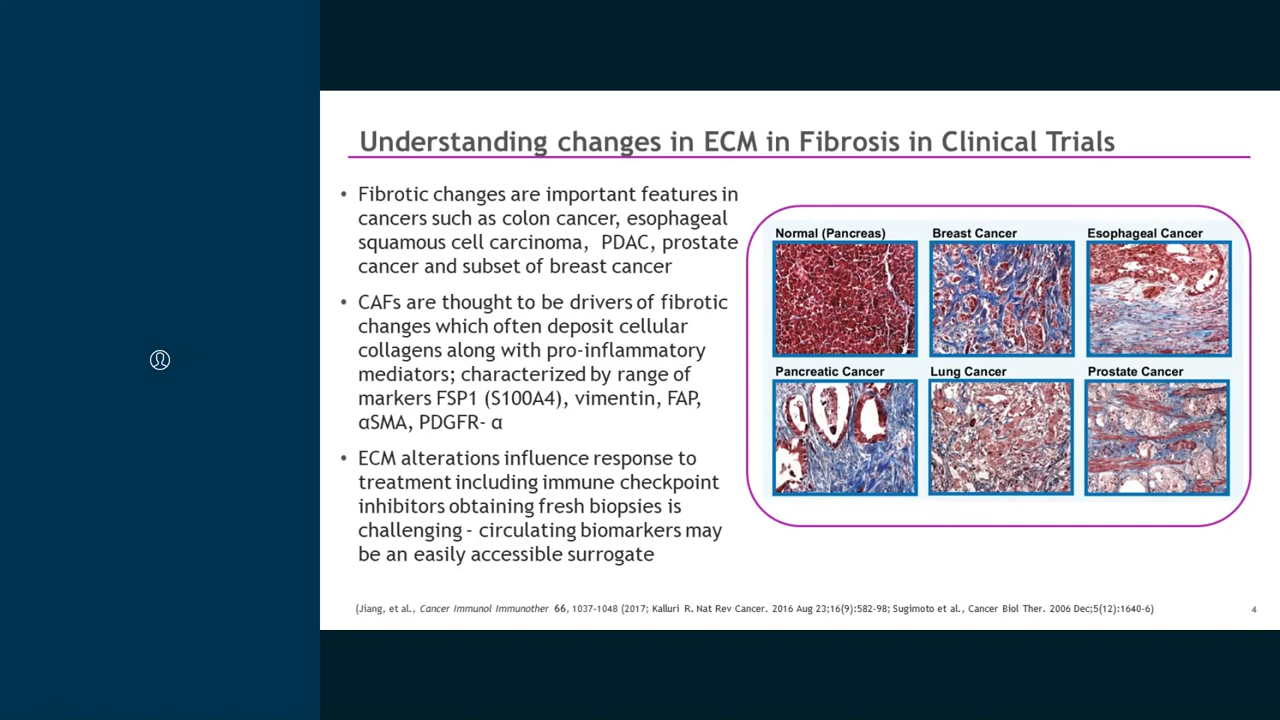 Understanding changes in ECM in Fibrosis in Clinical Trials
• Fibrotic changes are important features in
cancers such as colon cancer, esophageal
squamous cell carcinoma, PDAC, prostate
cancer and subset of breast cancer
• CAFs are thought to be drivers of fibrotic
changes which often deposit cellular
collagens along with pro-inflammatory
mediators; characterized by range of
markers FSP1 (S100A4), vimentin, FAP,
αSMA, PDGFR- α
• ECM alterations influence response to
treatment including immune checkpoint
inhibitors obtaining fresh biopsies is
challenging - circulating biomarkers may
be an easily accessible surrogate
Normal (Pancreas)
Breast Cancer
Esophageal Cancer
Pancreatic Cancer
Lung Cancer
Prostate Cancer
(Jiang, et al., Cancer Immunol Immunother 66, 1037-1048 (2017; Kalluri R. Nat Rev Cancer. 2016 Aug 23;16(9):582-98; Sugimoto et al., Cancer Biol Ther. 2006 Dec;5(12):1640-6)
4